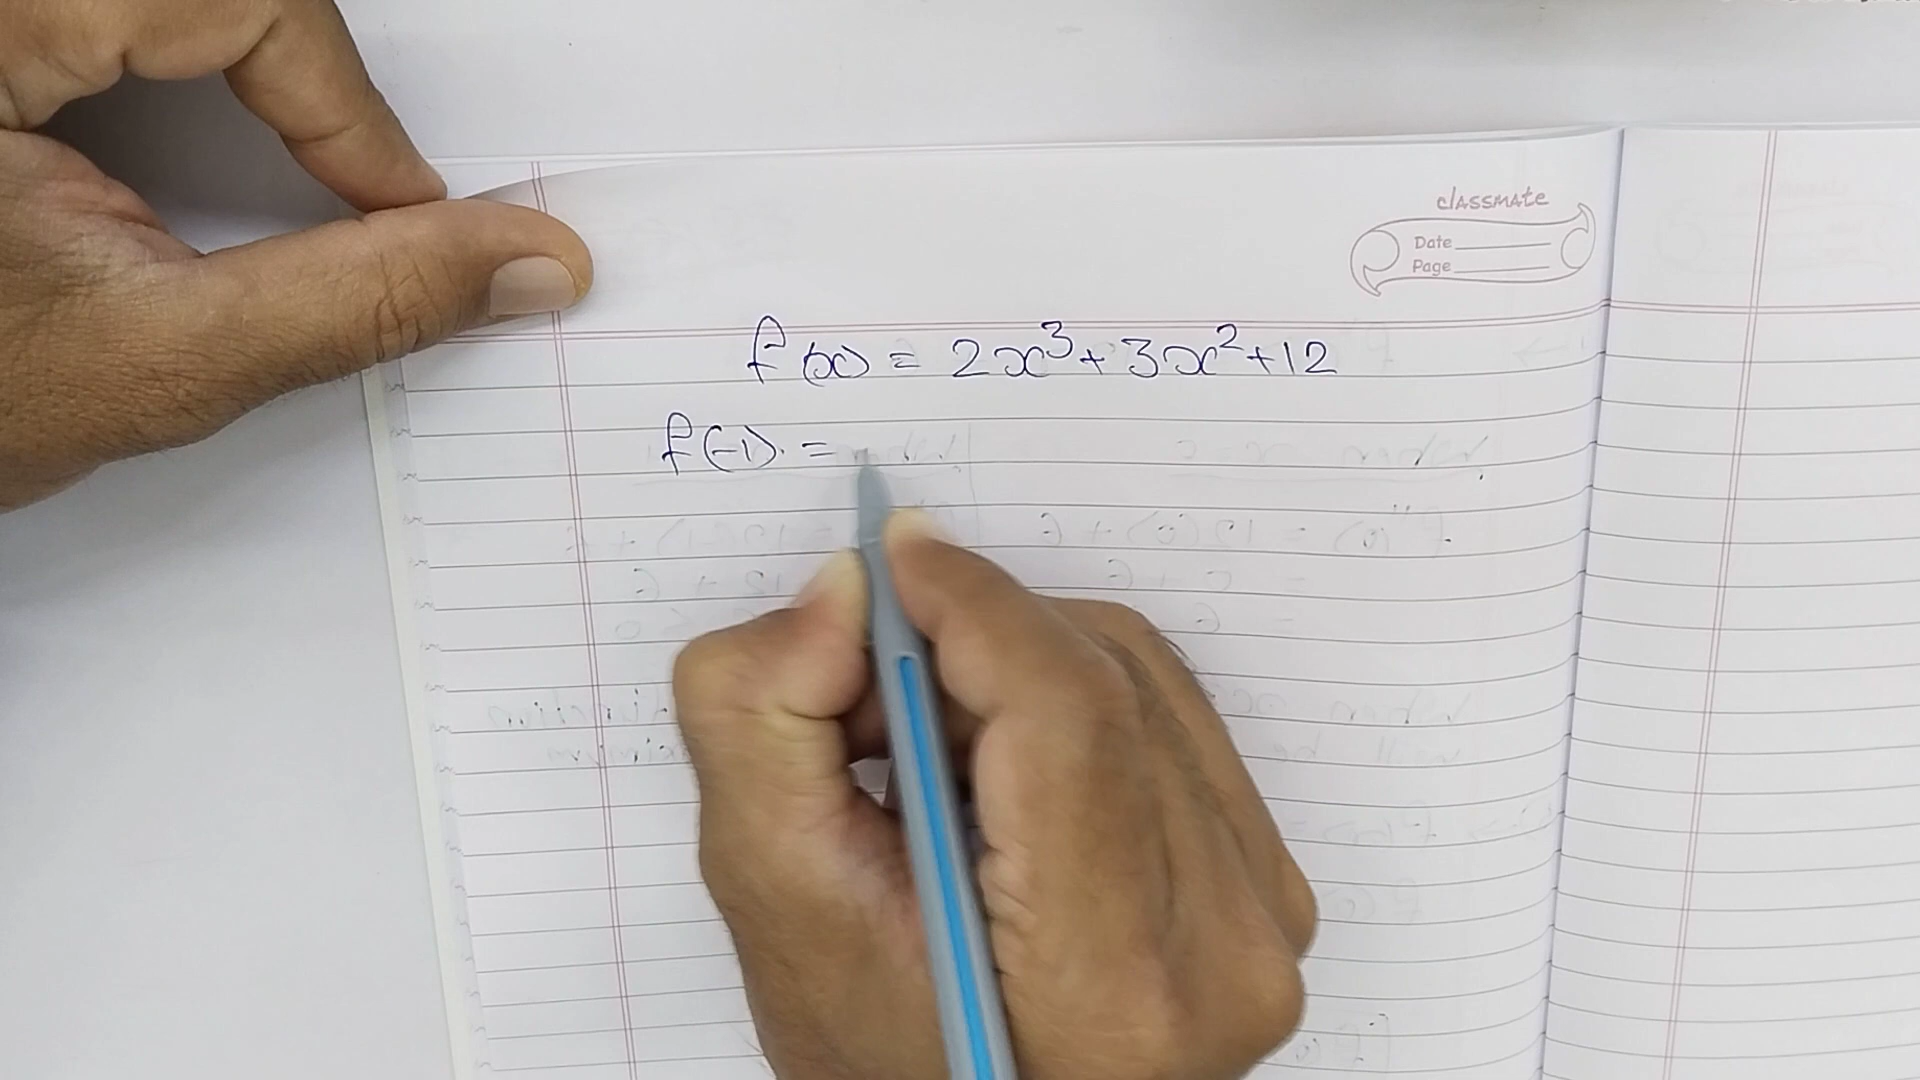 classmate
Date
Page
f(x) = 2x³ + 3x² + 12
f(-1) =